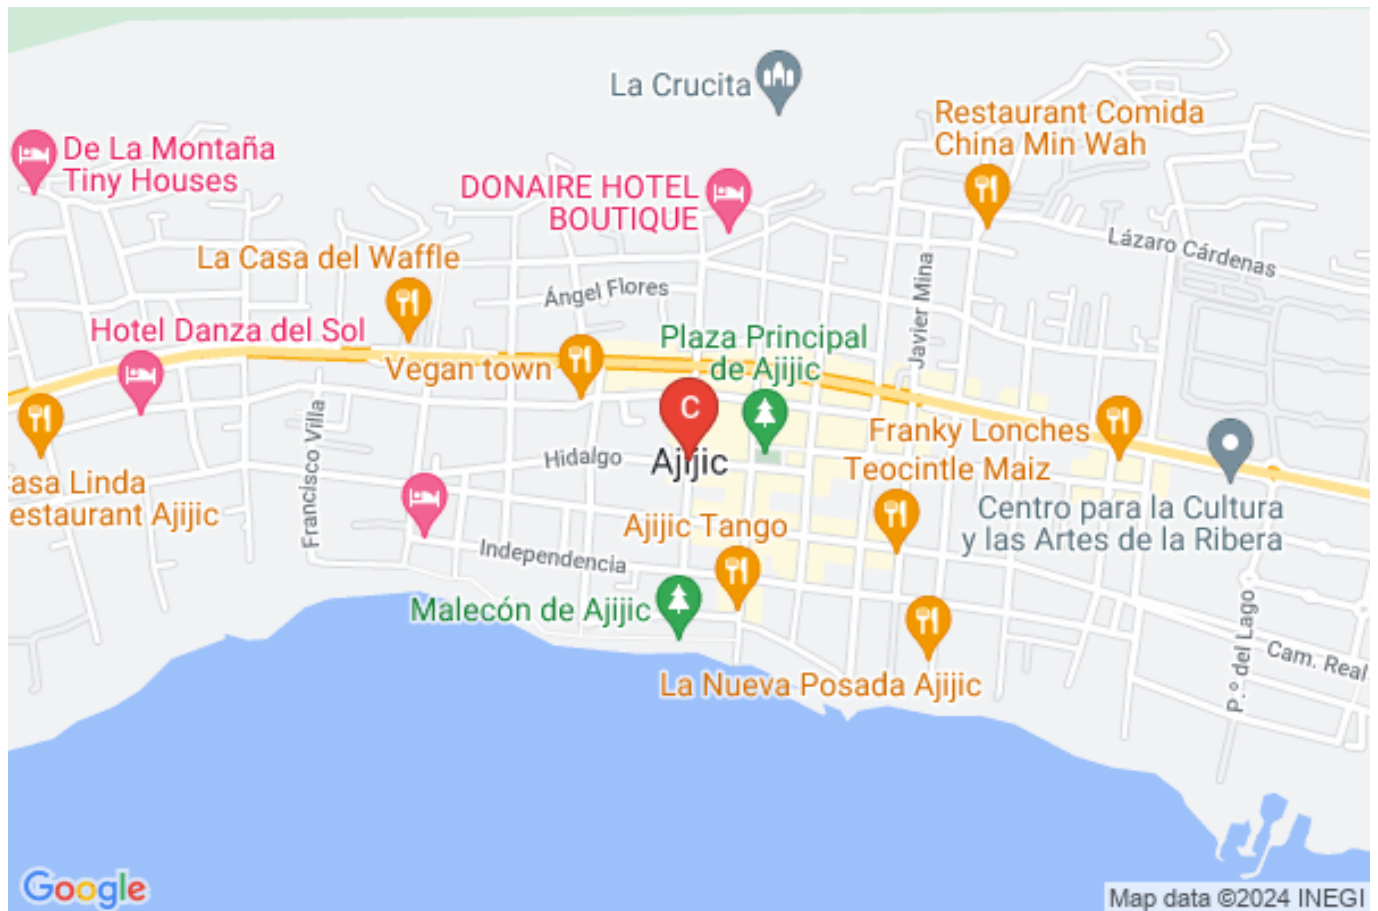 La Crucita
Restaurant Comida
China Min Wah
De La Montaña
Tiny Houses
DONAIRE HOTEL
BOUTIQUE
Lázaro Cárdenas
La Casa del Waffle
Ángel Flores
Javier Mina
Hotel Danza del Sol
Plaza Principal
de Ajijic
Vegan town
C
Francisco Villa
Hidalgo
Ajijic
Franky Lonches
Teocintle Maiz
asa Linda
estaurant Ajijic
Centro para la Cultura
y las Artes de la Ribera
Ajijic Tango
Independencia
Malecón de Ajijic
P.º del Lago
Cam. Real
La Nueva Posada Ajijic
Google
Map data ©2024 INEGI